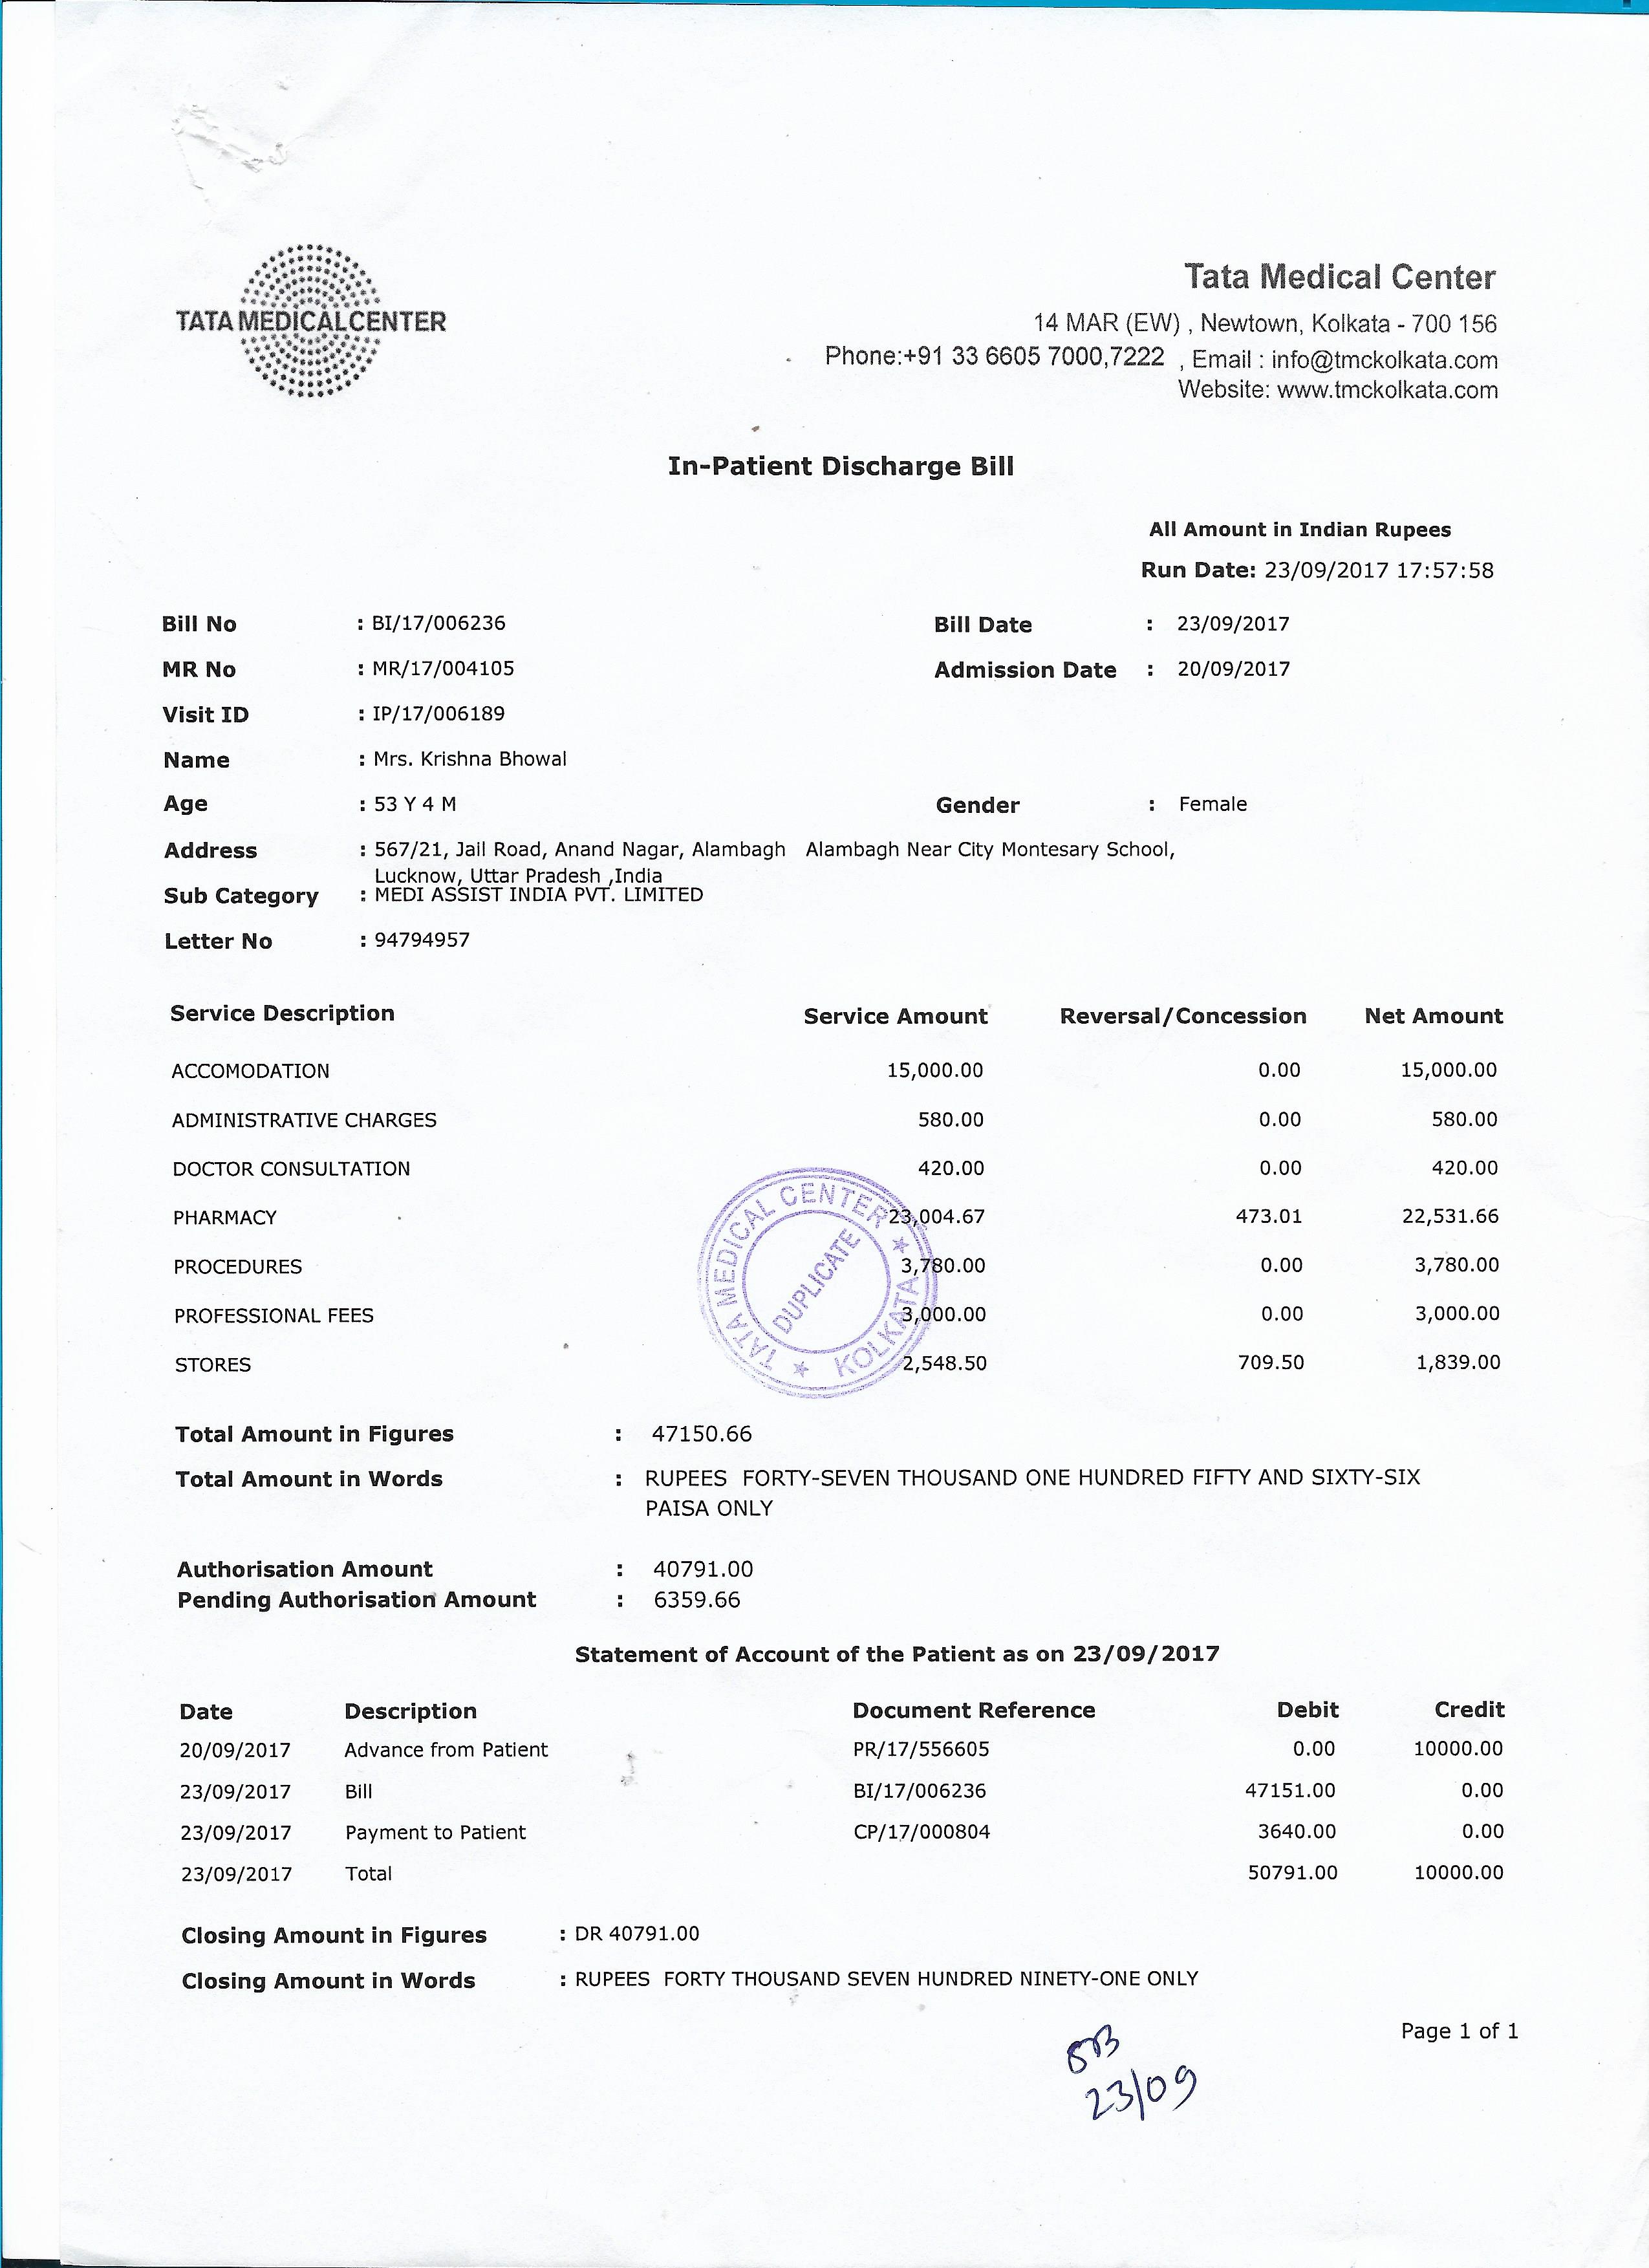 TATA MEDICAL CENTER
Tata Medical Center
14 MAR (EW) , Newtown, Kolkata - 700 156
Phone:+91 33 6605 7000,7222 , Email : info@tmckolkata.com
Website: www.tmckolkata.com
In-Patient Discharge Bill
All Amount in Indian Rupees
Run Date: 23/09/2017 17:57:58
Bill No : BI/17/006236 Bill Date : 23/09/2017
MR No : MR/17/004105 Admission Date : 20/09/2017
Visit ID : IP/17/006189
Name : Mrs. Krishna Bhowal
Age : 53 Y 4 M Gender : Female
Address : 567/21, Jail Road, Anand Nagar, Alambagh Alambagh Near City Montesary School,
Lucknow, Uttar Pradesh ,India
Sub Category : MEDI ASSIST INDIA PVT. LIMITED
Letter No : 94794957
Service Description Service Amount Reversal/Concession Net Amount
ACCOMODATION 15,000.00 0.00 15,000.00
ADMINISTRATIVE CHARGES 580.00 0.00 580.00
DOCTOR CONSULTATION 420.00 0.00 420.00
PHARMACY 23,004.67 473.01 22,531.66
PROCEDURES 3,780.00 0.00 3,780.00
PROFESSIONAL FEES 3,000.00 0.00 3,000.00
STORES 2,548.50 709.50 1,839.00
TATA MEDICAL CENTER ★ KOLKATA ★
DUPLICATE
Total Amount in Figures : 47150.66
Total Amount in Words : RUPEES FORTY-SEVEN THOUSAND ONE HUNDRED FIFTY AND SIXTY-SIX
PAISA ONLY
Authorisation Amount : 40791.00
Pending Authorisation Amount : 6359.66
Statement of Account of the Patient as on 23/09/2017
Date Description Document Reference Debit Credit
20/09/2017 Advance from Patient PR/17/556605 0.00 10000.00
23/09/2017 Bill BI/17/006236 47151.00 0.00
23/09/2017 Payment to Patient CP/17/000804 3640.00 0.00
23/09/2017 Total 50791.00 10000.00
Closing Amount in Figures : DR 40791.00
Closing Amount in Words : RUPEES FORTY THOUSAND SEVEN HUNDRED NINETY-ONE ONLY
Page 1 of 1
23/09